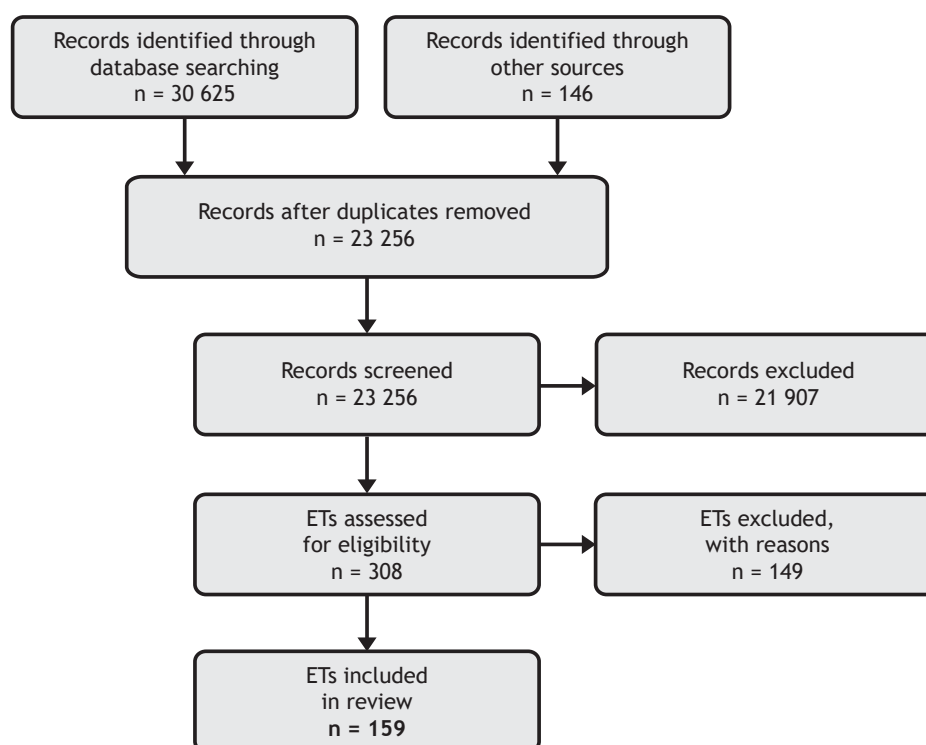 Records identified through
database searching
n = 30 625
Records identified through
other sources
n = 146
Records after duplicates removed
n = 23 256
Records screened
n = 23 256
Records excluded
n = 21 907
ETs assessed
for eligibility
n = 308
ETs excluded,
with reasons
n = 149
ETs included
in review
n = 159